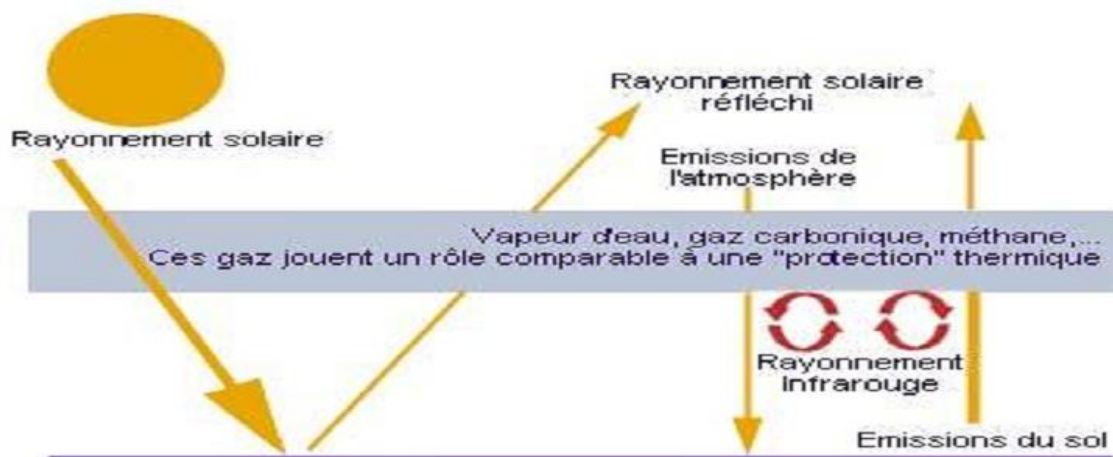 Rayonnement solaire
Rayonnement solaire
réfléchi
Emissions de
l'atmosphère
Vapeur d'eau, gaz carbonique, méthane,...
Ces gaz jouent un rôle comparable à une "protection" thermique
Rayonnement
Infrarouge
Emissions du sol